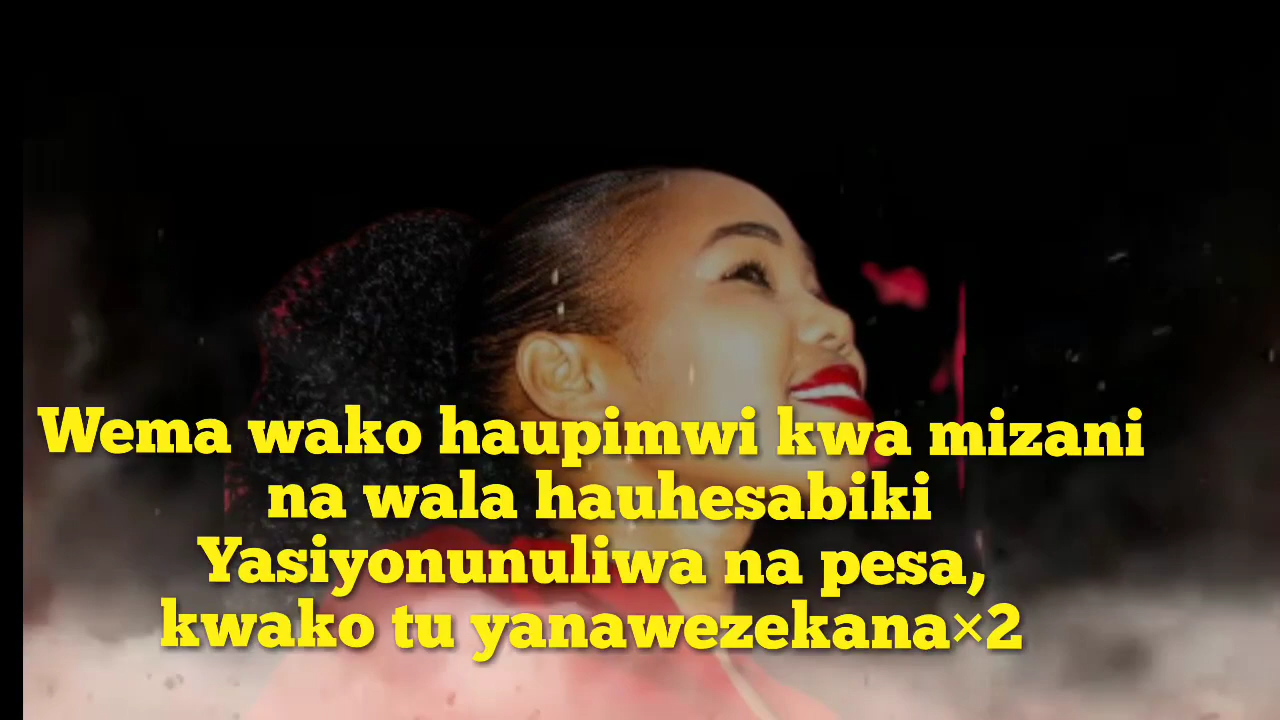 Wema wako haupimwi kwa mizani
na wala hauhesabiki
Yasiyonunuliwa na pesa,
kwako tu yanawezekana×2